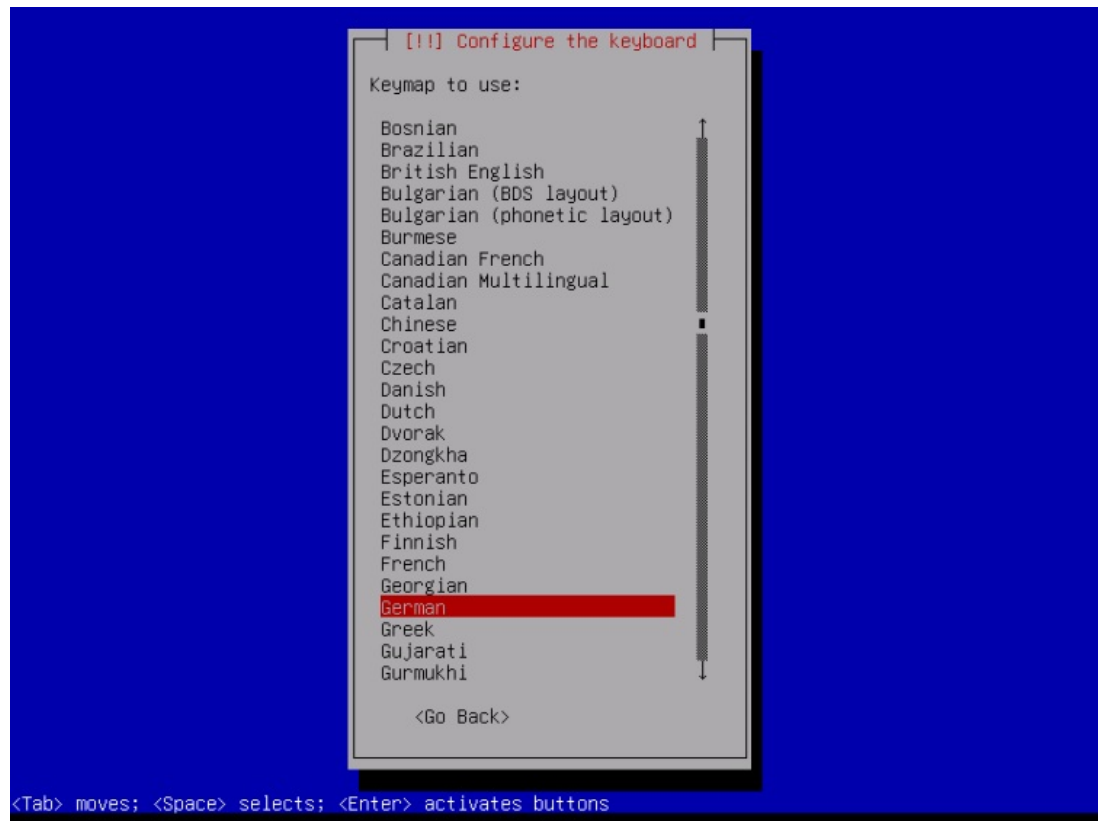 [!!] Configure the keyboard
Keymap to use:
Bosnian
Brazilian
British English
Bulgarian (BDS layout)
Bulgarian (phonetic layout)
Burmese
Canadian French
Canadian Multilingual
Catalan
Chinese
Croatian
Czech
Danish
Dutch
Dvorak
Dzongkha
Esperanto
Estonian
Ethiopian
Finnish
French
Georgian
German
Greek
Gujarati
Gurmukhi
<Go Back>
<Tab> moves; <Space> selects; <Enter> activates buttons